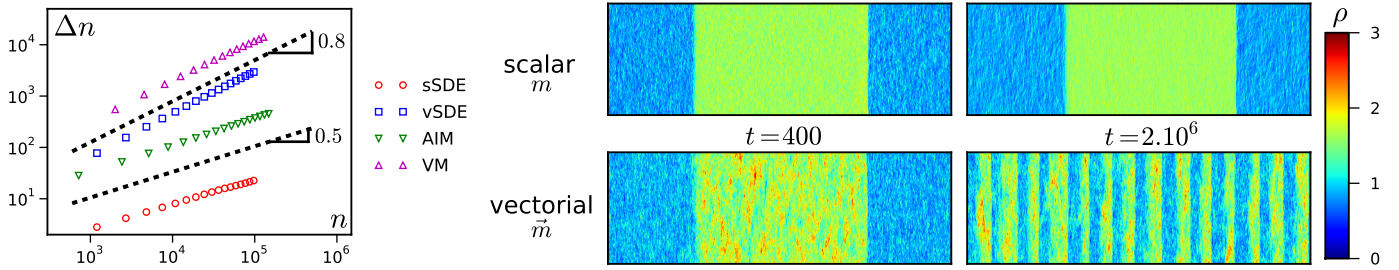 Δn
10⁴
10³
10²
10¹
10³
10⁴
10⁵
10⁶
n
0.8
0.5
sSDE
vSDE
AIM
VM
scalar
m
vectorial
m⃗
t=400
t=2.10⁶
ρ
3
2
1
0